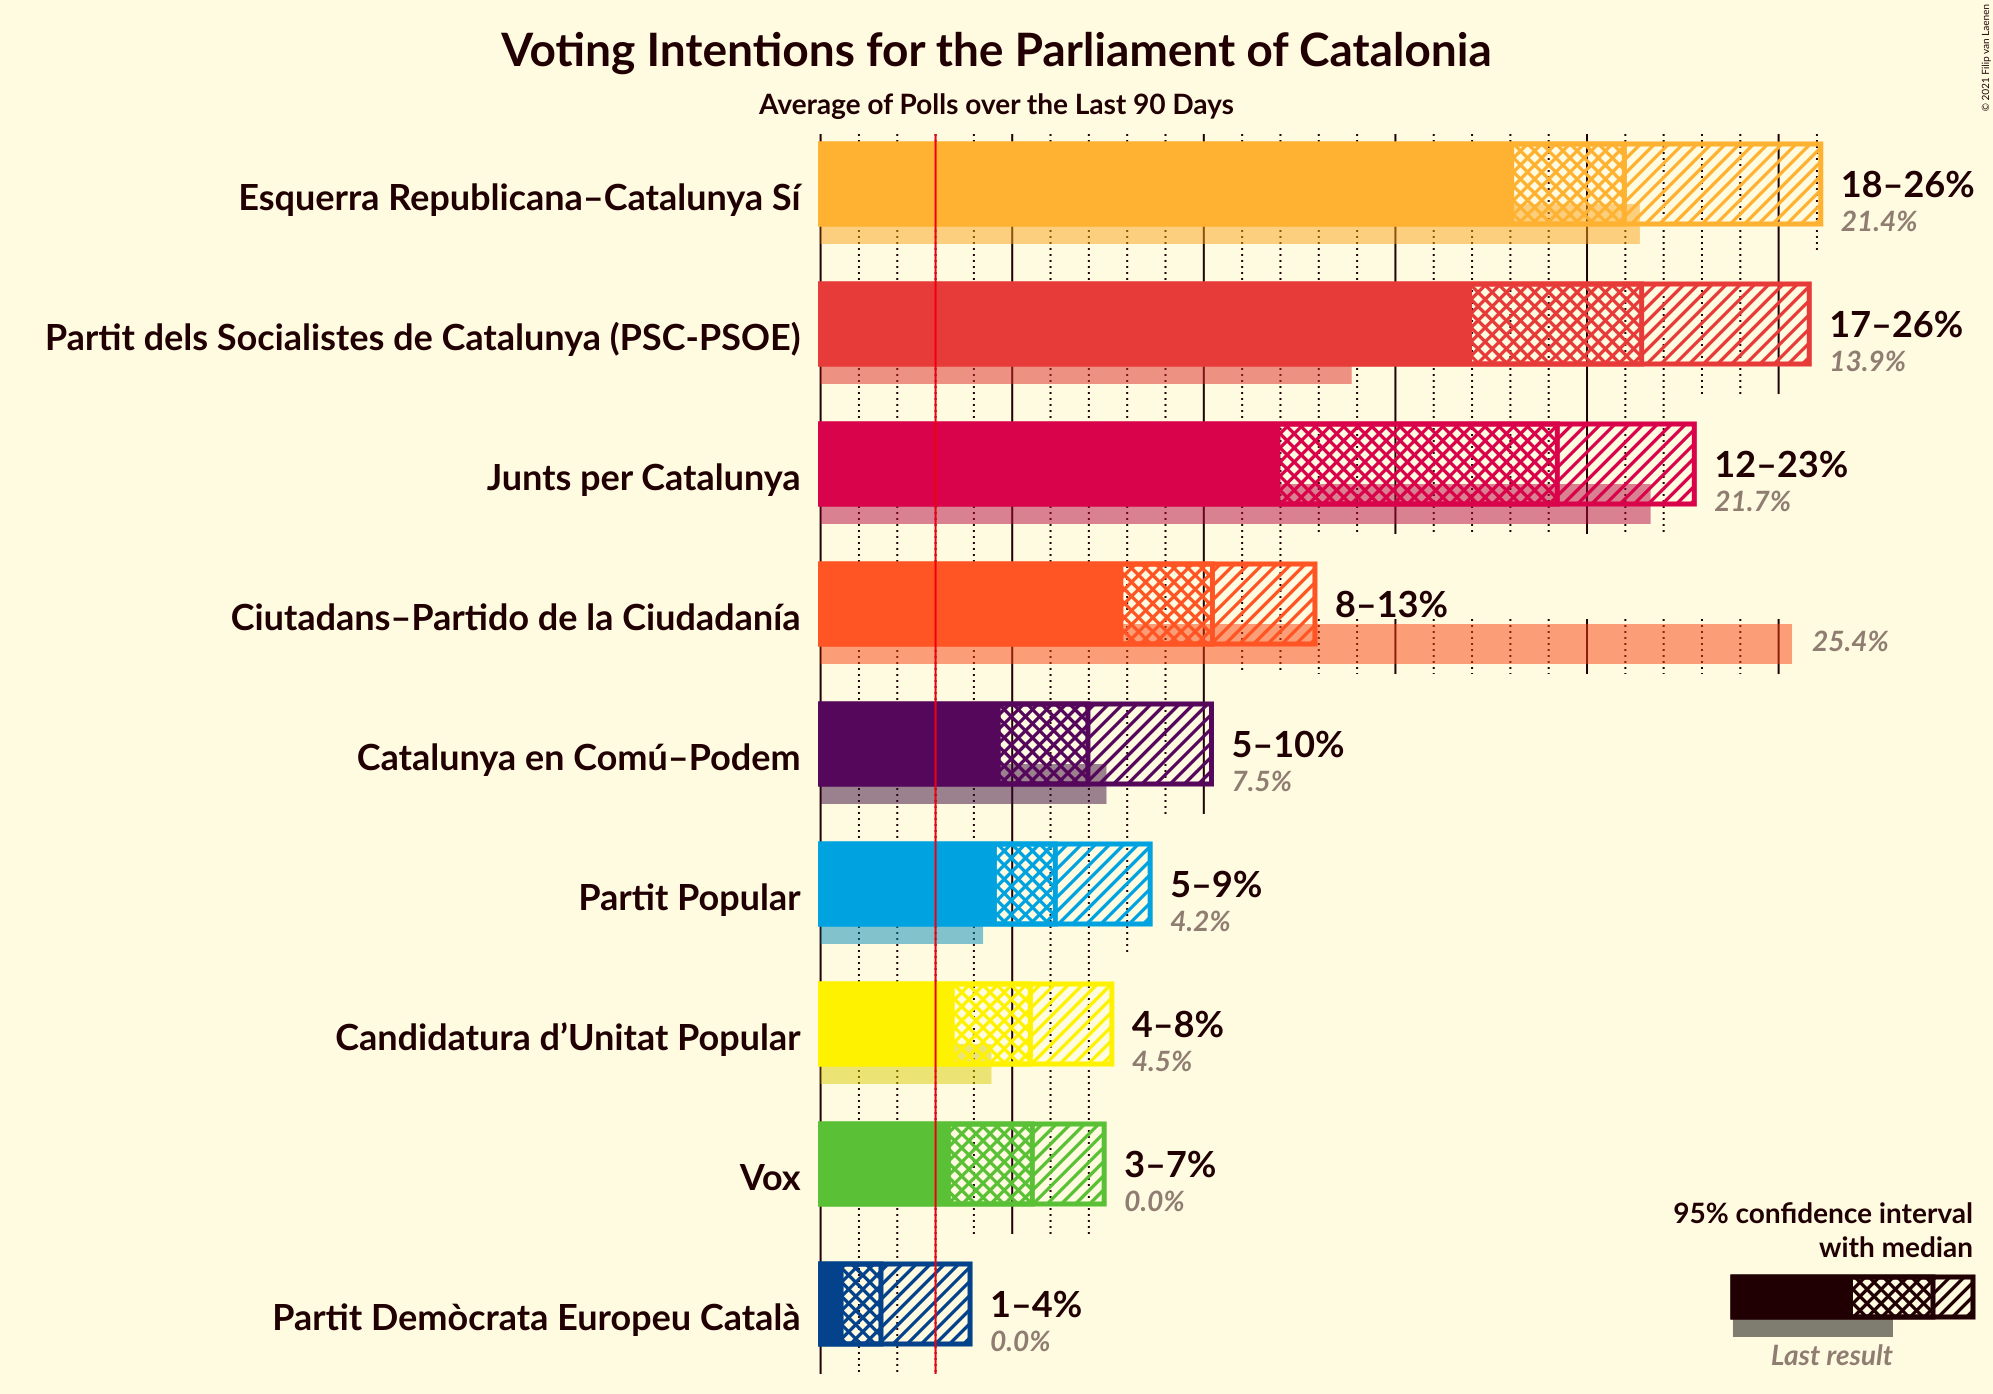 © 2021 Filip van Laenen
Voting Intentions for the Parliament of Catalonia
Average of Polls over the Last 90 Days
Esquerra Republicana–Catalunya Sí
18–26%
21.4%
Partit dels Socialistes de Catalunya (PSC-PSOE)
17–26%
13.9%
Junts per Catalunya
12–23%
21.7%
Ciutadans–Partido de la Ciudadanía
8–13%
25.4%
Catalunya en Comú–Podem
5–10%
7.5%
Partit Popular
5–9%
4.2%
Candidatura d’Unitat Popular
4–8%
4.5%
Vox
3–7%
0.0%
Partit Demòcrata Europeu Català
1–4%
0.0%
95% confidence interval
with median
Last result